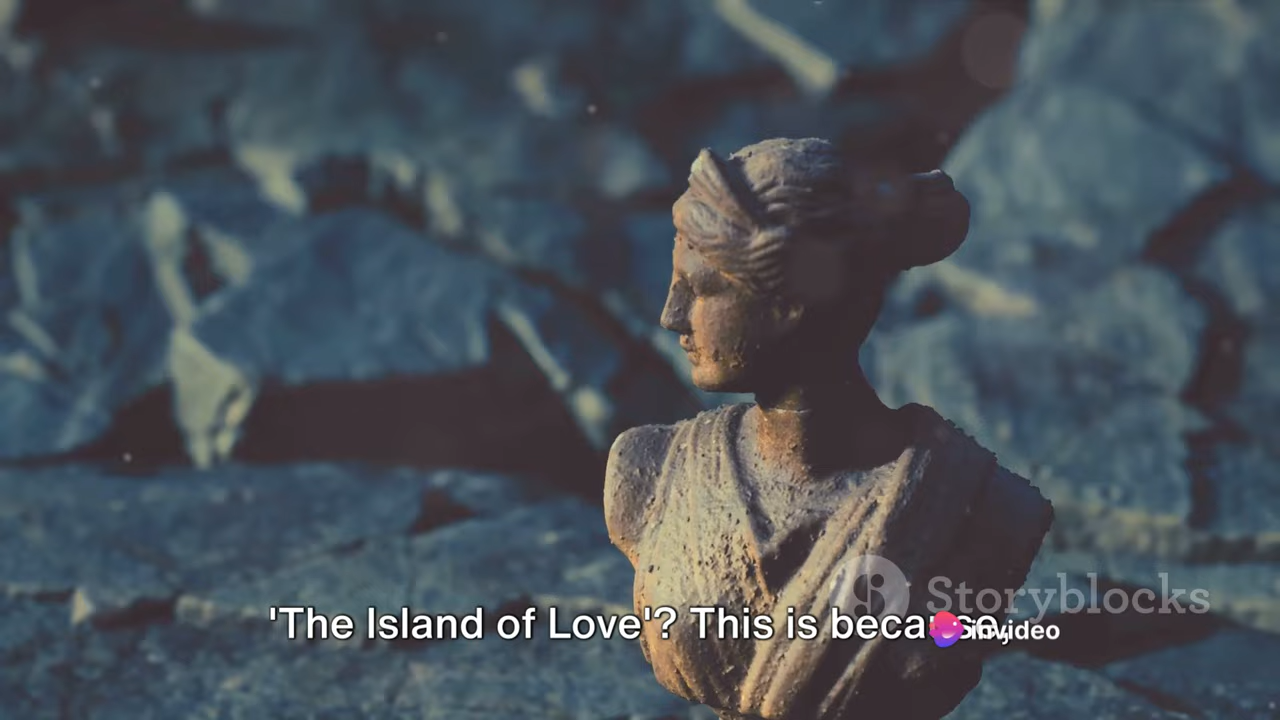 Storyblocks
'The Island of Love'? This is because,
invideo